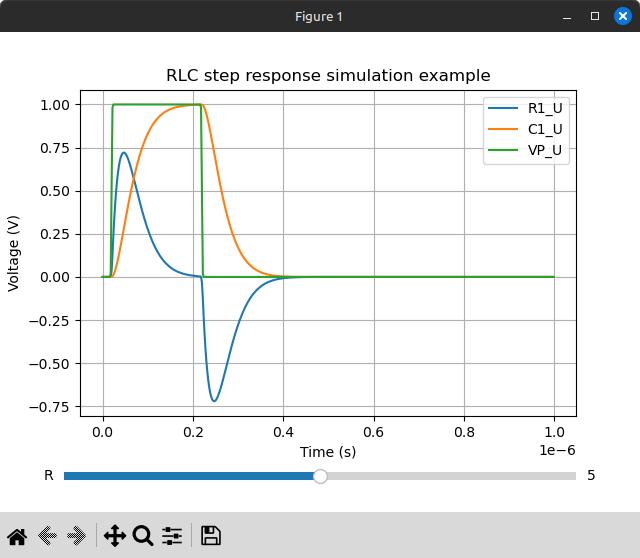 Figure 1
RLC step response simulation example
R1_U
C1_U
VP_U
Voltage (V)
1.00
0.75
0.50
0.25
0.00
−0.25
−0.50
−0.75
0.0 0.2 0.4 0.6 0.8 1.0
Time (s)
1e−6
R 5